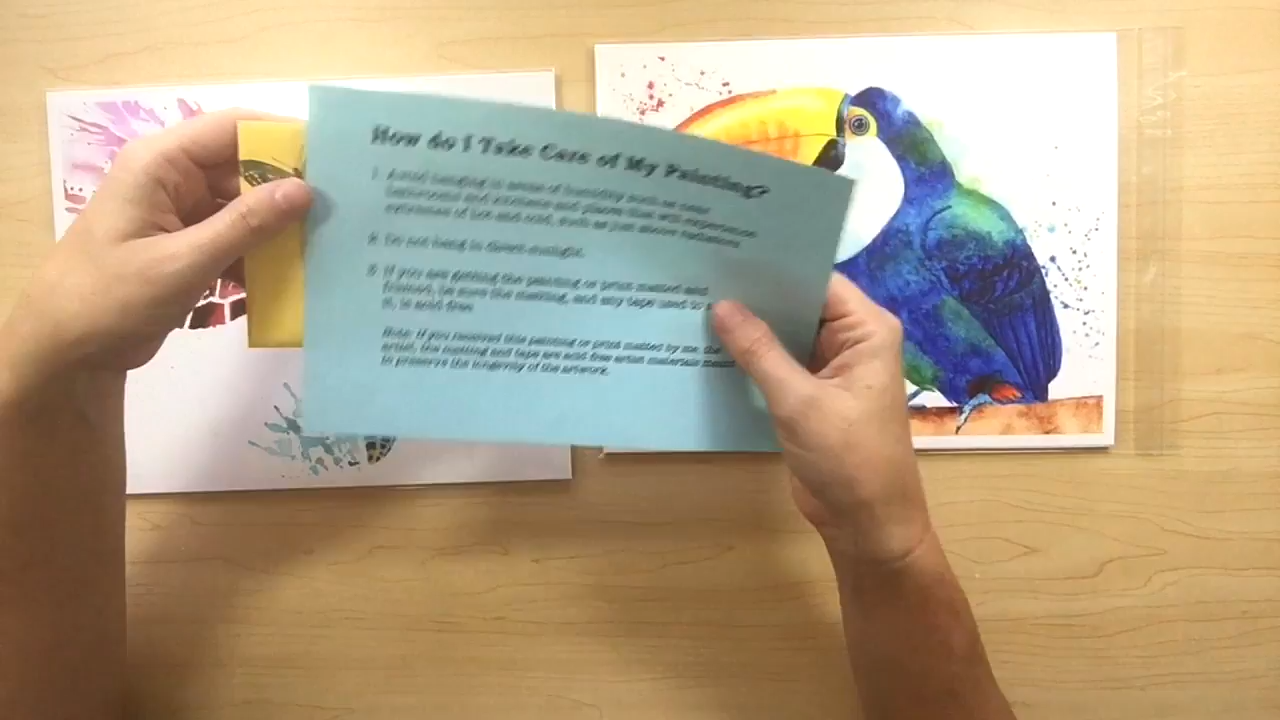 How do I Take Care of My Painting?
1. Avoid hanging in areas of humidity such as near
bathrooms and kitchens and places that will experience
extremes of hot and cold, such as just above radiators
2. Do not hang in direct sunlight.
3. If you are getting the painting or print matted and
framed, be sure the matting, and any tape used to
it, is acid free
Note: If you received this painting or print matted by me the
artist, the matting and tape are acid free artist materials meant
to preserve the longevity of the artwork.